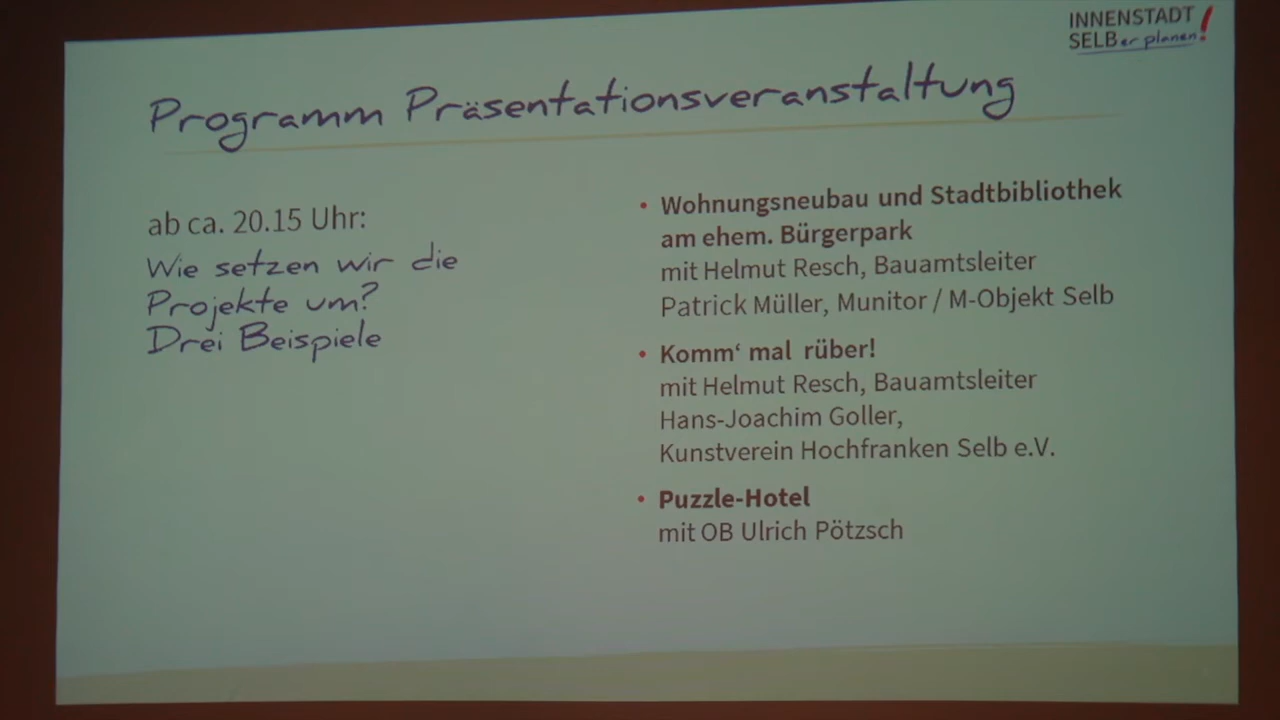 INNENSTADT
SELBer planen!
Programm Präsentationsveranstaltung
ab ca. 20.15 Uhr:
Wie setzen wir die
Projekte um?
Drei Beispiele
• Wohnungsneubau und Stadtbibliothek
am ehem. Bürgerpark
mit Helmut Resch, Bauamtsleiter
Patrick Müller, Munitor / M-Objekt Selb
• Komm‘ mal rüber!
mit Helmut Resch, Bauamtsleiter
Hans-Joachim Goller,
Kunstverein Hochfranken Selb e.V.
• Puzzle-Hotel
mit OB Ulrich Pötzsch